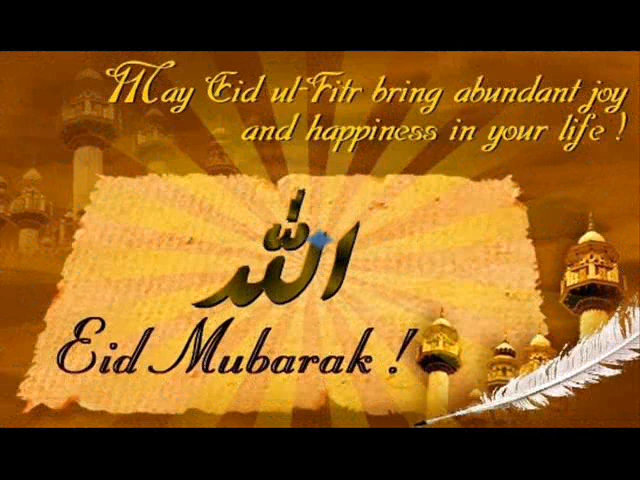 May Eid ul-Fitr bring abundant joy
and happiness in your life !
الله
Eid Mubarak !